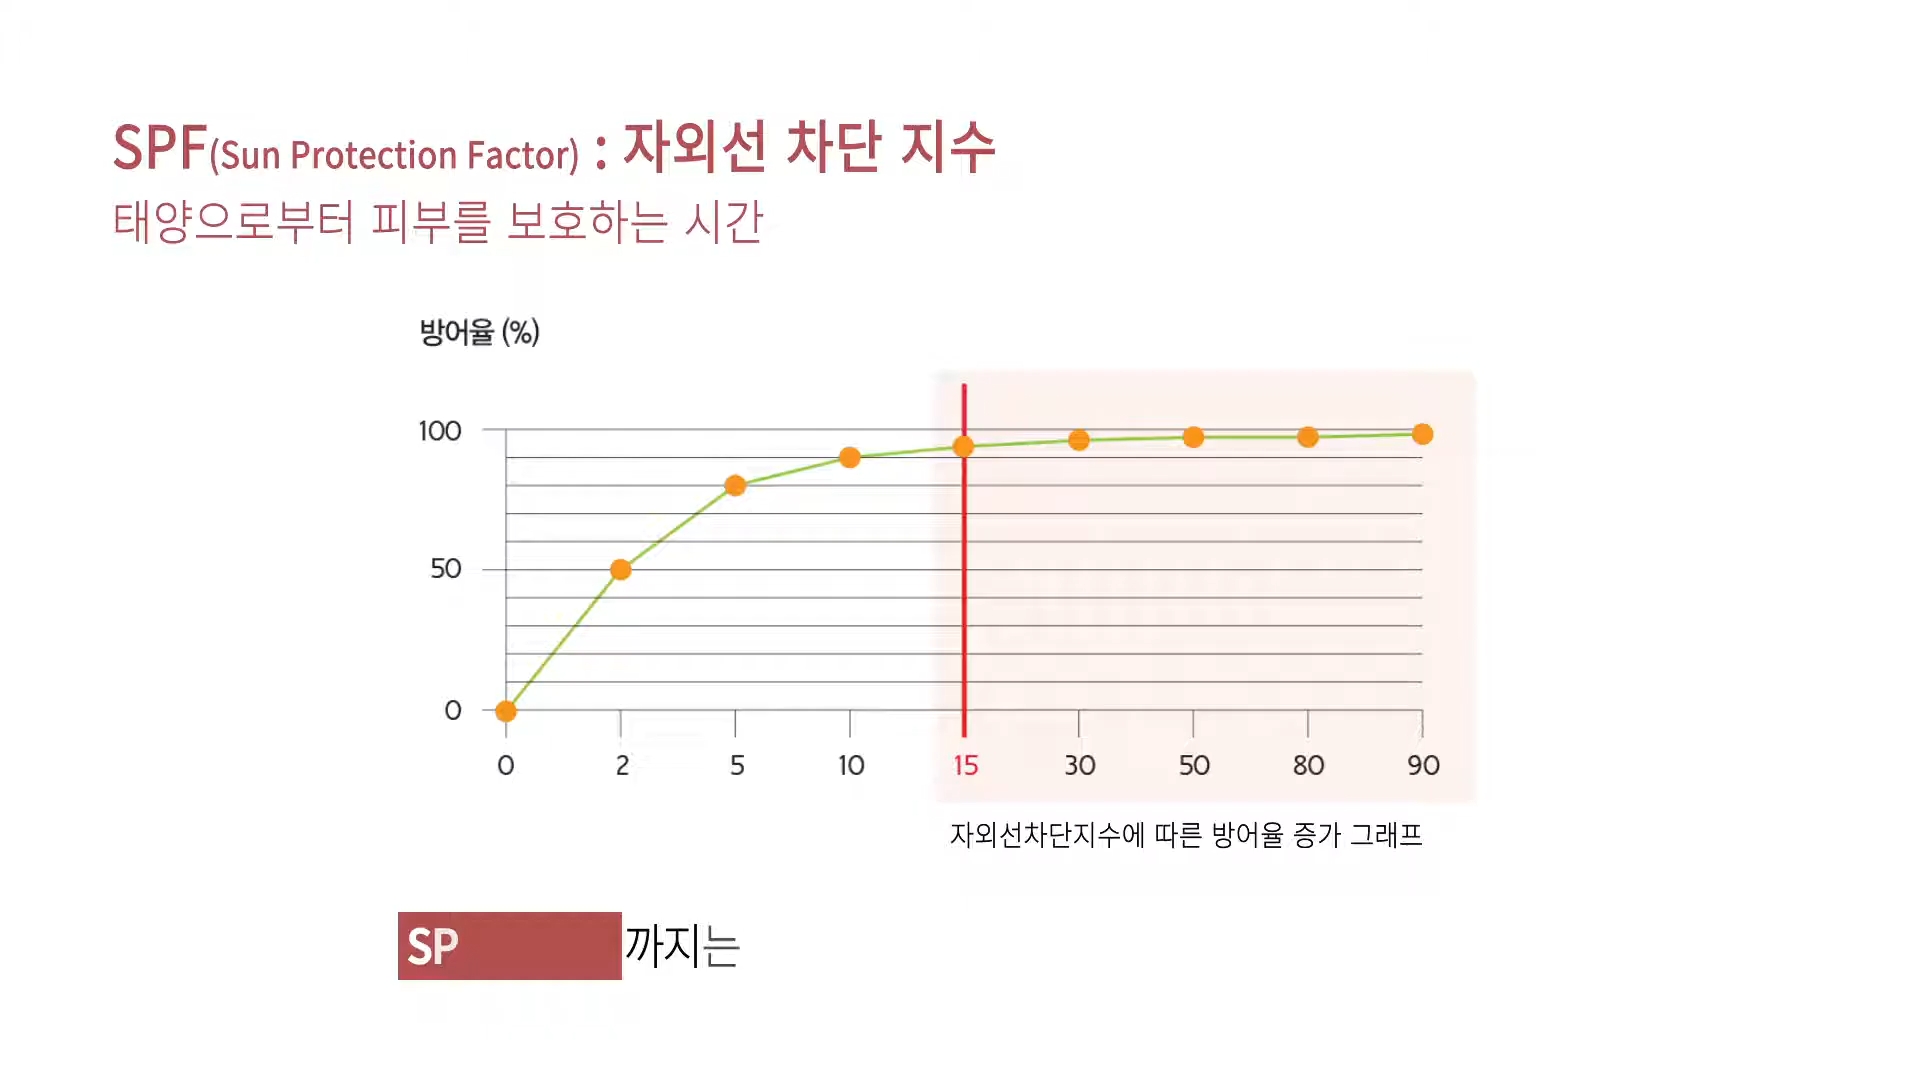 SPF(Sun Protection Factor) : 자외선 차단 지수
태양으로부터 피부를 보호하는 시간
방어율 (%)
100
50
0
0 2 5 10 15 30 50 80 90
자외선차단지수에 따른 방어율 증가 그래프
SP 까지는